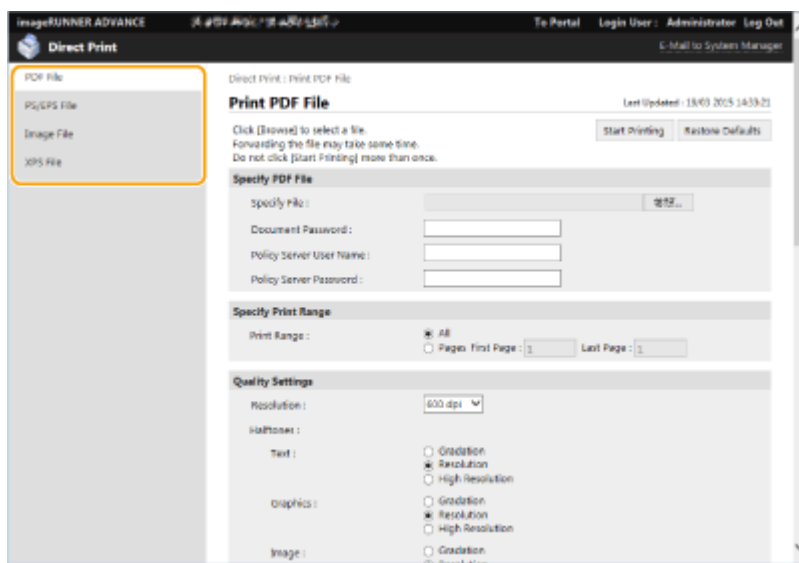 imageRUNNER ADVANCE
To Portal Login User : Administrator Log Out
Direct Print
E-Mail to System Manager
PDF File
PS/EPS File
Image File
XPS File
Direct Print : Print PDF File
Print PDF File
Last Updated : 19/03 2015 14:33:21
Click [Browse] to select a file.
Forwarding the file may take some time.
Do not click [Start Printing] more than once.
Start Printing Restore Defaults
Specify PDF File
Specify File :
参照...
Document Password :
Policy Server User Name :
Policy Server Password :
Specify Print Range
Print Range :
All
Pages First Page : 1 Last Page : 1
Quality Settings
Resolution :
600 dpi
Halftones :
Text :
Gradation
Resolution
High Resolution
Graphics :
Gradation
Resolution
High Resolution
Image :
Gradation